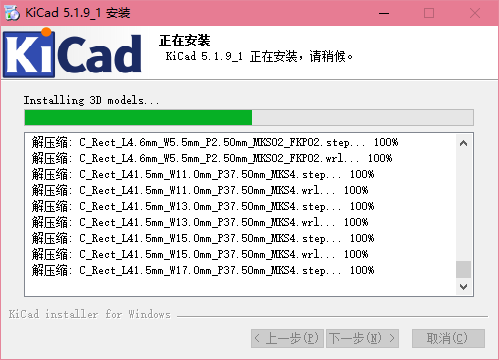 KiCad 5.1.9_1 安装
KiCad
正在安装
KiCad 5.1.9_1 正在安装，请稍候。
Installing 3D models...
解压缩: C_Rect_L4.6mm_W5.5mm_P2.50mm_MKS02_FKP02.step... 100%
解压缩: C_Rect_L4.6mm_W5.5mm_P2.50mm_MKS02_FKP02.wrl... 100%
解压缩: C_Rect_L41.5mm_W11.0mm_P37.50mm_MKS4.step... 100%
解压缩: C_Rect_L41.5mm_W11.0mm_P37.50mm_MKS4.wrl... 100%
解压缩: C_Rect_L41.5mm_W13.0mm_P37.50mm_MKS4.step... 100%
解压缩: C_Rect_L41.5mm_W13.0mm_P37.50mm_MKS4.wrl... 100%
解压缩: C_Rect_L41.5mm_W15.0mm_P37.50mm_MKS4.step... 100%
解压缩: C_Rect_L41.5mm_W15.0mm_P37.50mm_MKS4.wrl... 100%
解压缩: C_Rect_L41.5mm_W17.0mm_P37.50mm_MKS4.step... 100%
KiCad installer for Windows
< 上一步(P) 下一步(N) > 取消(C)